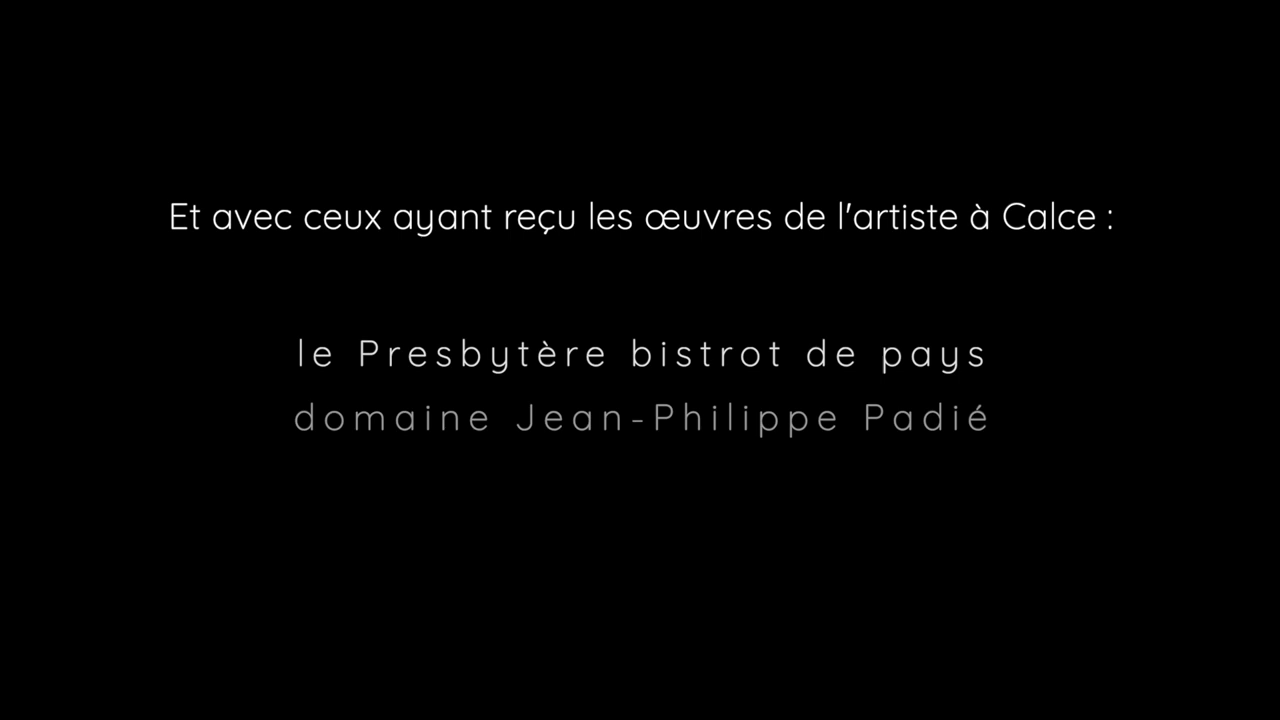 Et avec ceux ayant reçu les œuvres de l'artiste à Calce :
le Presbytère bistrot de pays
domaine Jean-Philippe Padié